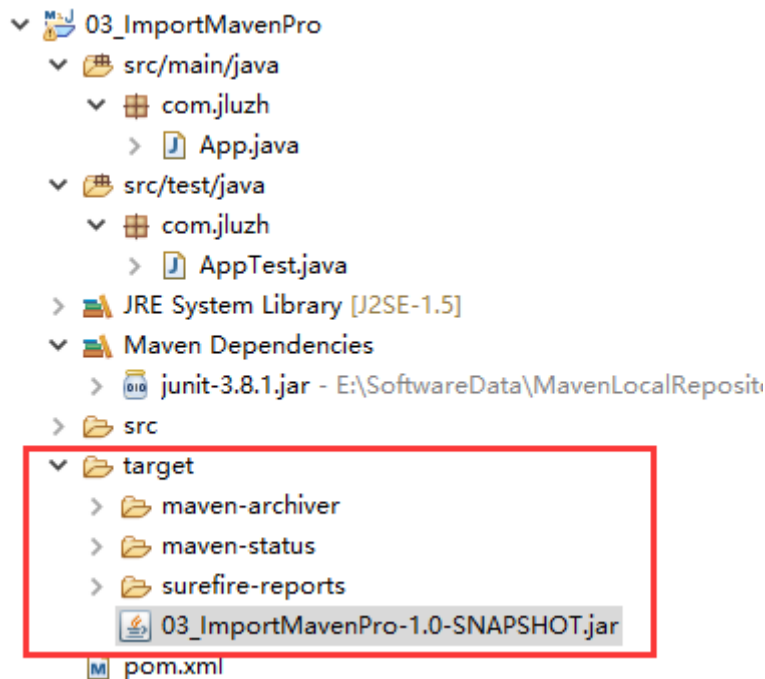 03_ImportMavenPro
src/main/java
com.jluzh
App.java
src/test/java
com.jluzh
AppTest.java
JRE System Library [J2SE-1.5]
Maven Dependencies
junit-3.8.1.jar - E:\SoftwareData\MavenLocalReposit
src
target
maven-archiver
maven-status
surefire-reports
03_ImportMavenPro-1.0-SNAPSHOT.jar
pom.xml